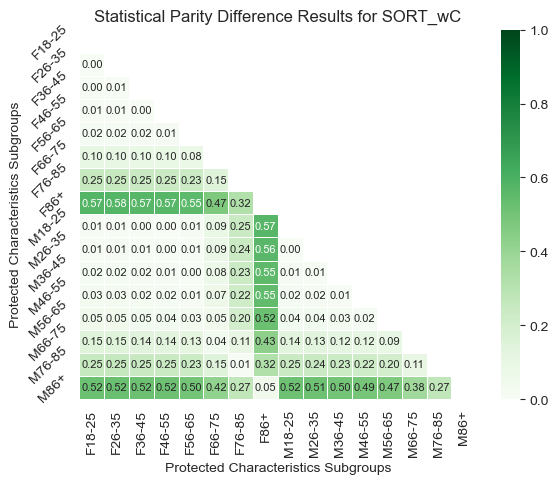 Statistical Parity Difference Results for SORT_wC
Protected Characteristics Subgroups
F18-25
F26-35 0.00
F36-45 0.00 0.01
F46-55 0.01 0.01 0.00
F56-65 0.02 0.02 0.02 0.01
F66-75 0.10 0.10 0.10 0.10 0.08
F76-85 0.25 0.25 0.25 0.25 0.23 0.15
F86+ 0.57 0.58 0.57 0.57 0.55 0.47 0.32
M18-25 0.01 0.01 0.00 0.00 0.01 0.09 0.25 0.57
M26-35 0.01 0.01 0.01 0.00 0.01 0.09 0.24 0.56 0.00
M36-45 0.02 0.02 0.02 0.01 0.00 0.08 0.23 0.55 0.01 0.01
M46-55 0.03 0.03 0.02 0.02 0.01 0.07 0.22 0.55 0.02 0.02 0.01
M56-65 0.05 0.05 0.05 0.04 0.03 0.05 0.20 0.52 0.04 0.04 0.03 0.02
M66-75 0.15 0.15 0.14 0.14 0.13 0.04 0.11 0.43 0.14 0.13 0.12 0.12 0.09
M76-85 0.25 0.25 0.25 0.25 0.23 0.15 0.01 0.32 0.25 0.24 0.23 0.22 0.20 0.11
M86+ 0.52 0.52 0.52 0.52 0.50 0.42 0.27 0.05 0.52 0.51 0.50 0.49 0.47 0.38 0.27
F18-25 F26-35 F36-45 F46-55 F56-65 F66-75 F76-85 F86+ M18-25 M26-35 M36-45 M46-55 M56-65 M66-75 M76-85 M86+
Protected Characteristics Subgroups
1.0
0.8
0.6
0.4
0.2
0.0